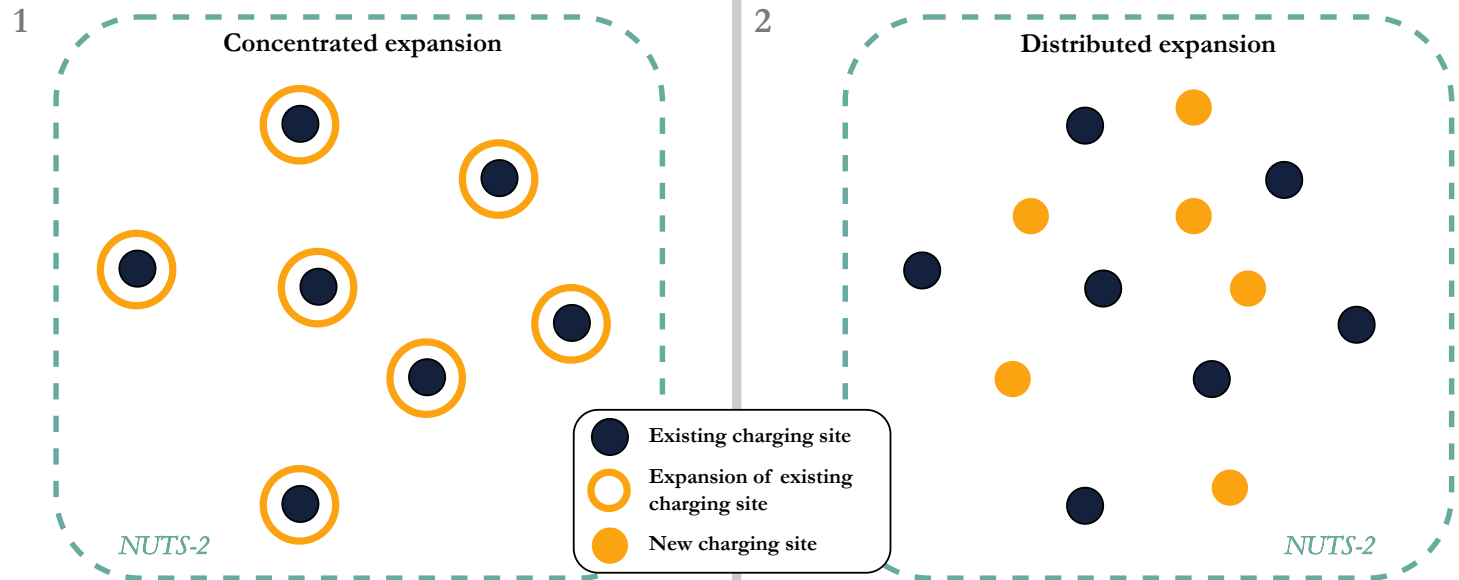 1
Concentrated expansion
2
Distributed expansion
Existing charging site
Expansion of existing
charging site
New charging site
NUTS-2
NUTS-2